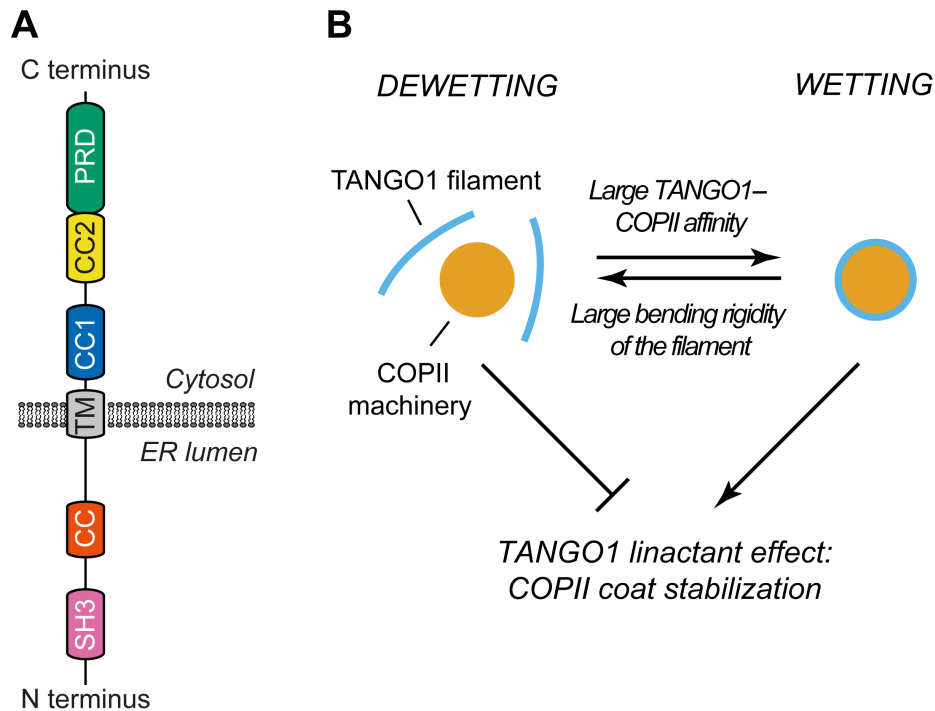 A
C terminus
PRD
CC2
CC1
Cytosol
TM
ER lumen
CC
SH3
N terminus
B
DEWETTING
WETTING
TANGO1 filament
Large TANGO1–
COPII affinity
Large bending rigidity
of the filament
COPII
machinery
TANGO1 linactant effect:
COPII coat stabilization